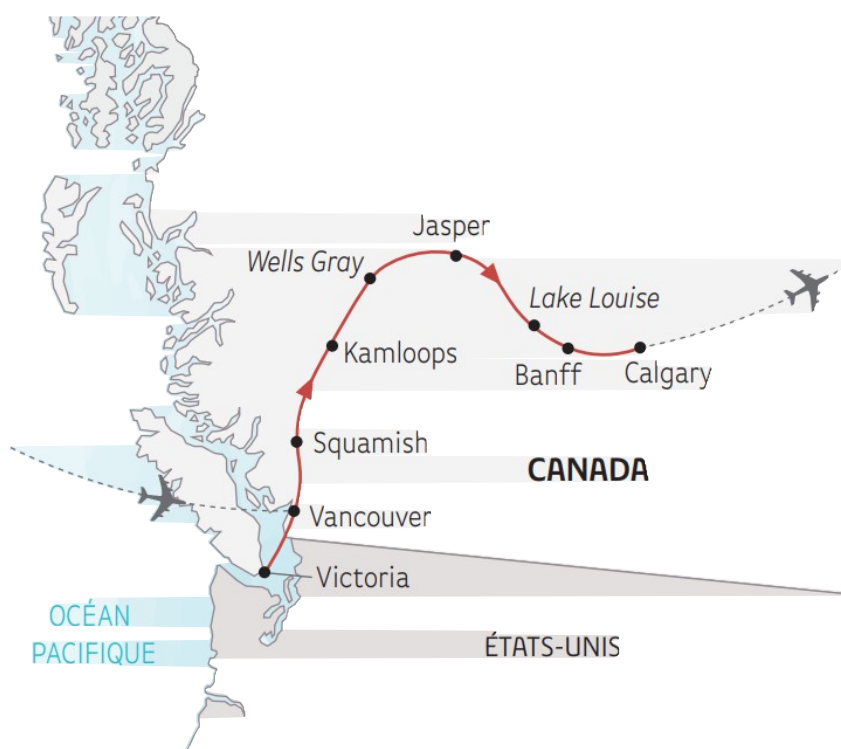 Jasper
Wells Gray
Lake Louise
Kamloops
Banff
Calgary
Squamish
CANADA
Vancouver
Victoria
OCÉAN
PACIFIQUE
ÉTATS-UNIS